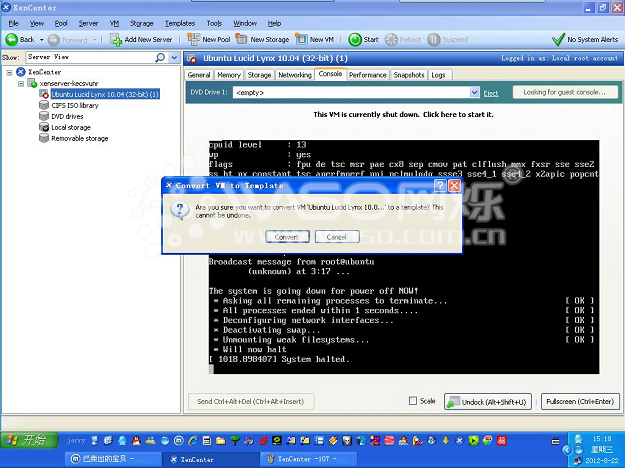 XenCenter
File View Pool Server VM Storage Templates Tools Window Help
Back Forward Add New Server New Pool New Storage New VM Start Reboot Suspend No System Alerts
Show: Server View
Ubuntu Lucid Lynx 10.04 (32-bit) (1) Logged in as: Local root account
XenCenter
xenserver-kecsvunr
Ubuntu Lucid Lynx 10.04 (32-bit) (1)
CIFS ISO library
DVD drives
Local storage
Removable storage
General Memory Storage Networking Console Performance Snapshots Logs
DVD Drive 1: <empty> Eject Looking for guest console...
This VM is currently shut down. Click here to start it.
cpuid level : 13
wp : yes
flags : fpu de tsc msr pae cx8 sep cmov pat clflush mmx fxsr sse sse2
ss ht nx constant_tsc aperfmperf pni pclmulqdq ssse3 sse4_1 sse4_2 x2apic popcnt
Convert VM to Template
Are you sure you want to convert VM 'Ubuntu Lucid Lynx 10.0...' to a template? This
cannot be undone.
Convert Cancel
Broadcast message from root@ubuntu
(unknown) at 3:17 ...
The system is going down for power off NOW!
* Asking all remaining processes to terminate... [ OK ]
* All processes ended within 1 seconds.... [ OK ]
* Deconfiguring network interfaces... [ OK ]
* Deactivating swap... [ OK ]
* Unmounting weak filesystems... [ OK ]
* Will now halt
[ 1018.898407] System halted.
Send Ctrl+Alt+Del (Ctrl+Alt+Insert) Scale Undock (Alt+Shift+U) Fullscreen (Ctrl+Enter)
开始 jerry
15:18
星期三
2012-8-22
已卖出的宝贝 - XenCenter XenCenter -107 -